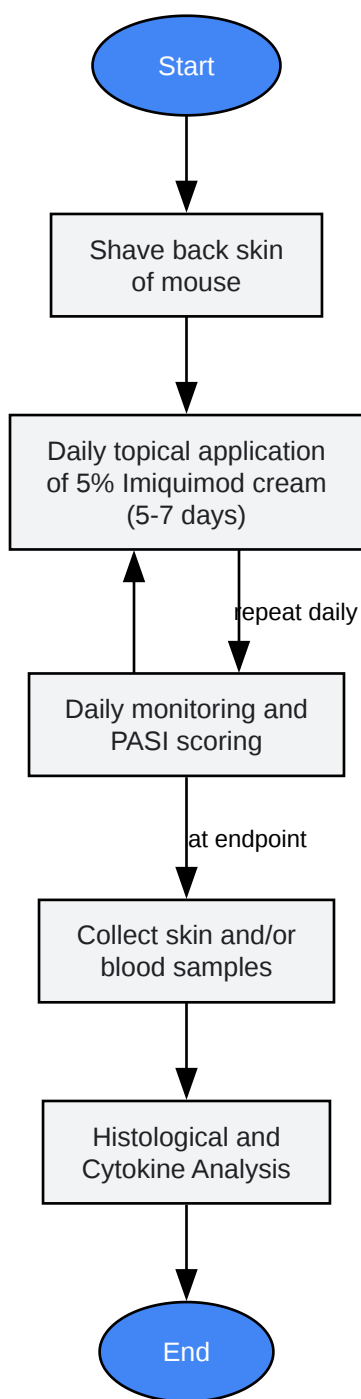 Start
Shave back skin
of mouse
Daily topical application
of 5% Imiquimod cream
(5-7 days)
repeat daily
Daily monitoring and
PASI scoring
at endpoint
Collect skin and/or
blood samples
Histological and
Cytokine Analysis
End